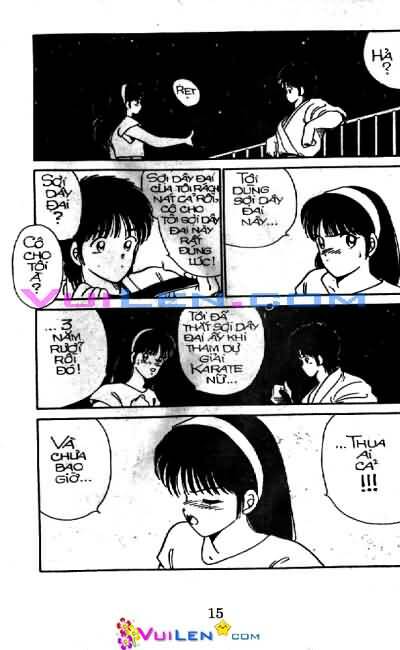 HẢ
?
RẸT
SỢI
DÂY
ĐAI
?
CÔ
CHO
TÔI
À
?
SỢI DÂY ĐAI
CỦA TÔI RÁCH
NÁT CẢ RỒI,
CÔ CHO
TÔI SỢI DÂY
ĐAI NÀY
RẤT
ĐÚNG
LÚC!
TÔI
DÙNG
SỢI DÂY
ĐAI
NÀY...
... 3
NĂM
RƯỠI
RỒI
ĐÓ!
TÔI ĐÃ
THẮT SỢI DÂY
ĐAI ẤY KHI
THAM DỰ
GIẢI
KARATE
NỮ...
VÀ
CHƯA
BAO
GIỜ...
... THUA
AI
CẢ
!!!
VUILEN.COM
15
VUILEN.COM